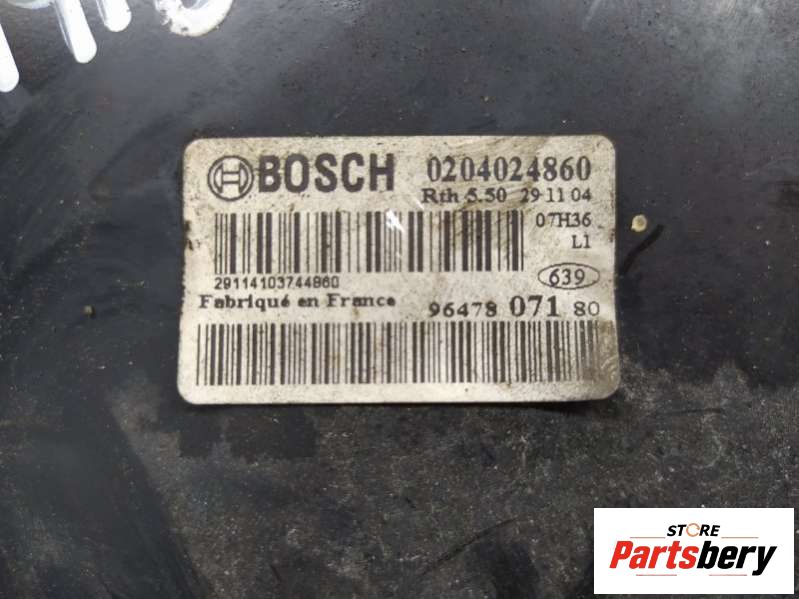 BOSCH 0204024860
Rth 5.50 29 11 04
07H36
L1
29114103744860
639
Fabriqué en France
96478 071 80
STORE
Partsbery